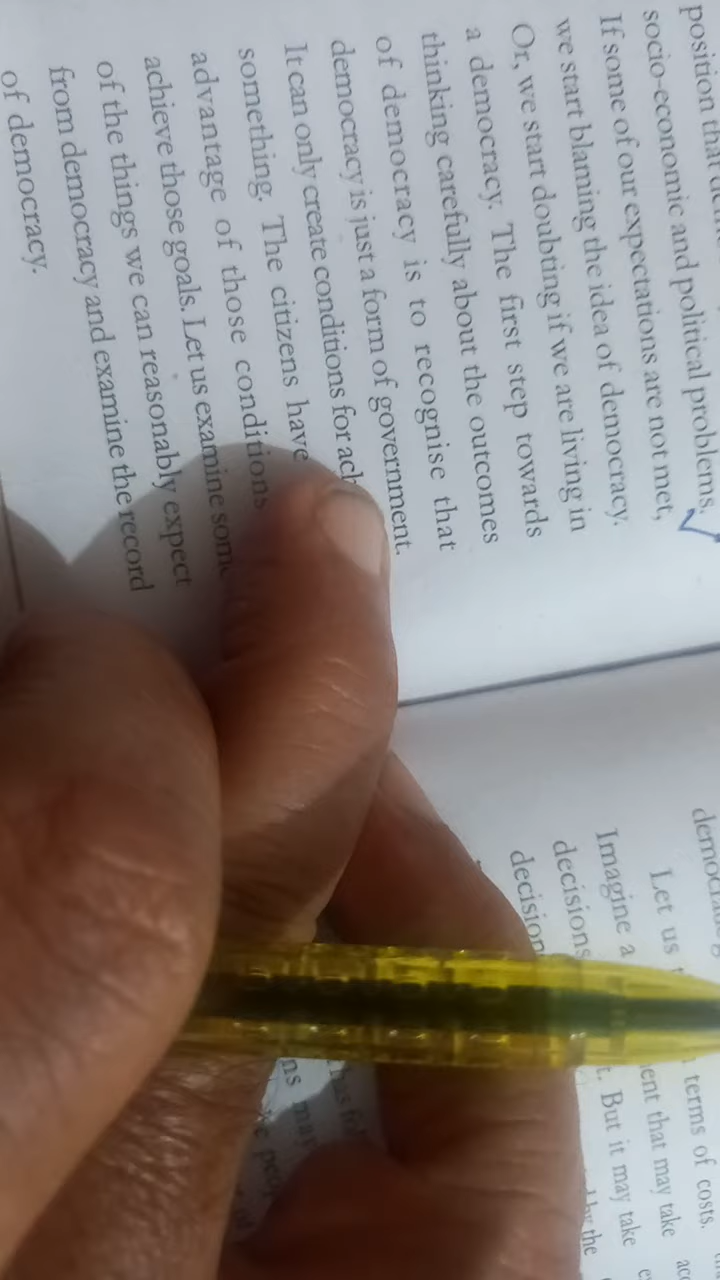 position that
socio-economic and political problems.
If some of our expectations are not met,
we start blaming the idea of democracy.
Or, we start doubting if we are living in
a democracy. The first step towards
thinking carefully about the outcomes
of democracy is to recognise that
democracy is just a form of government.
It can only create conditions for
something. The citizens have
advantage of those conditions
achieve those goals. Let us examine
of the things we can reasonably expect
from democracy and examine the record
of democracy.
Let us terms of costs.
Imagine a that may take
decisions But it may take
decision by the